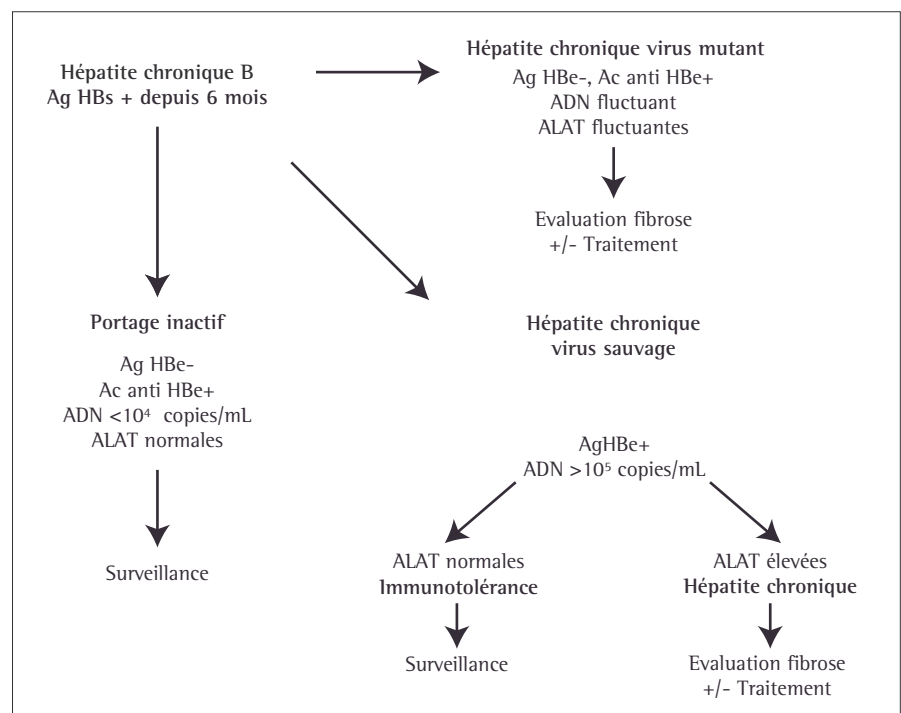 Hépatite chronique B
Ag HBs + depuis 6 mois
Hépatite chronique virus mutant
Ag HBe-, Ac anti HBe+
ADN fluctuant
ALAT fluctuantes
Evaluation fibrose
+/- Traitement
Portage inactif
Ag HBe-
Ac anti HBe+
ADN <10⁴ copies/mL
ALAT normales
Surveillance
Hépatite chronique
virus sauvage
AgHBe+
ADN >10⁵ copies/mL
ALAT normales
Immunotolérance
Surveillance
ALAT élevées
Hépatite chronique
Evaluation fibrose
+/- Traitement